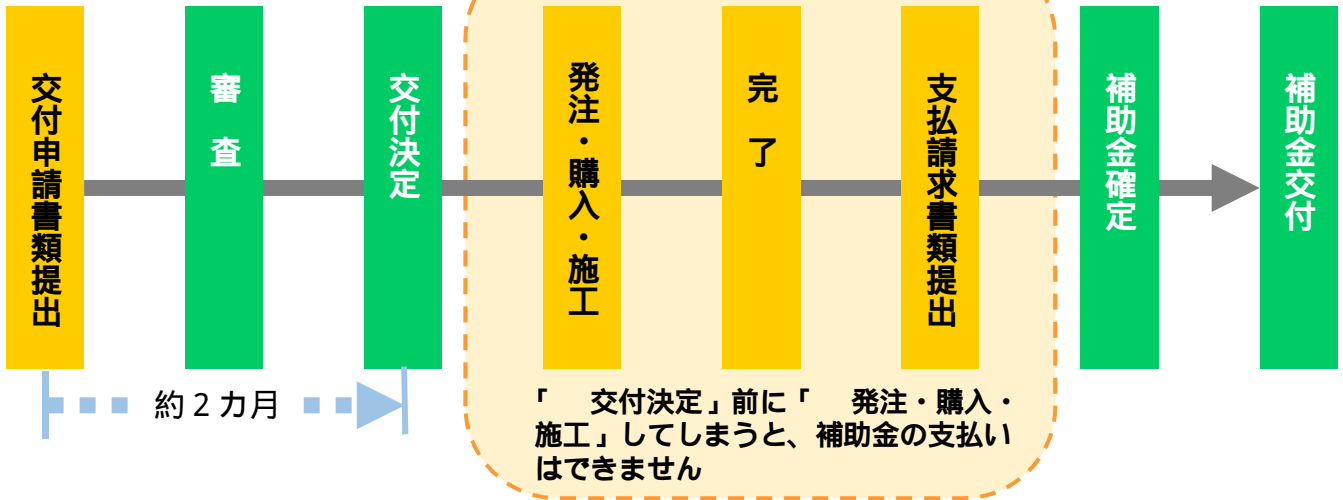 交付申請書類提出
審査
交付決定
発注・購入・施工
完了
支払請求書類提出
補助金確定
補助金交付
約2カ月
「　交付決定」前に「　発注・購入・
施工」してしまうと、補助金の支払い
はできません